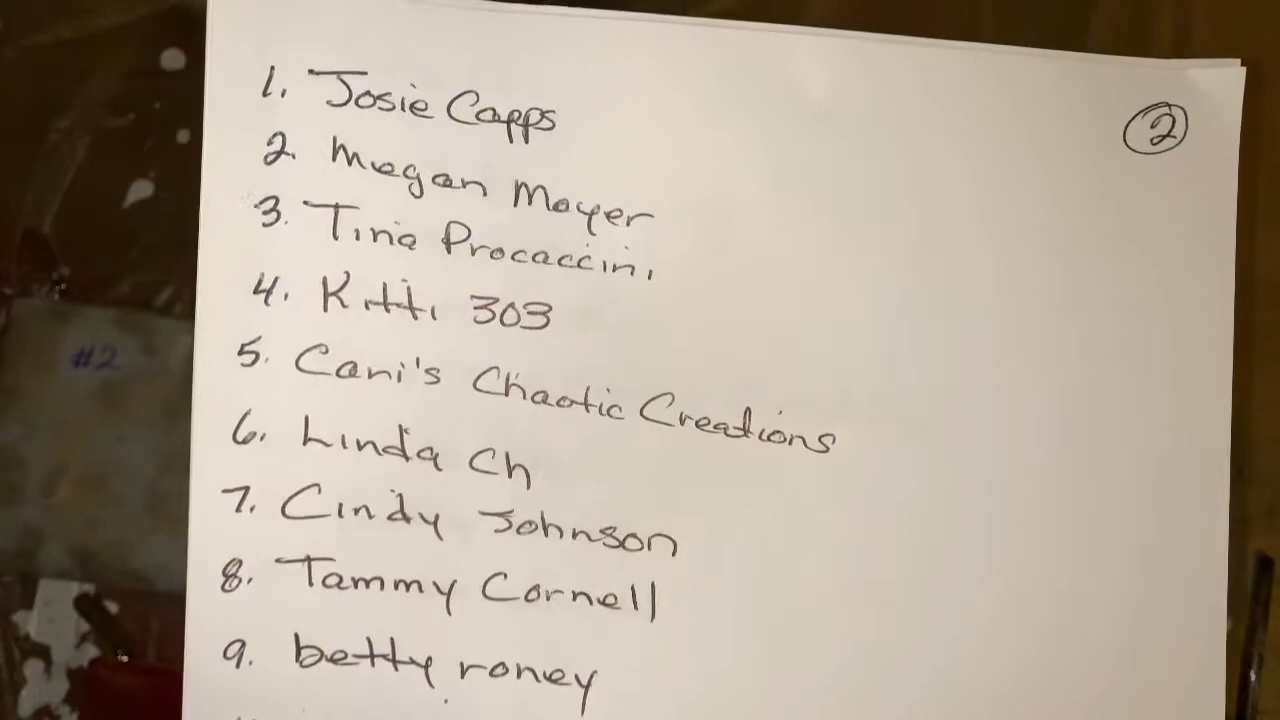 2
1. Josie Capps
2. Megan Mayer
3. Tina Procaccini
4. Kitti 303
5. Cani's Chaotic Creations
6. Linda Ch
7. Cindy Johnson
8. Tammy Cornell
9. betty roney
#2